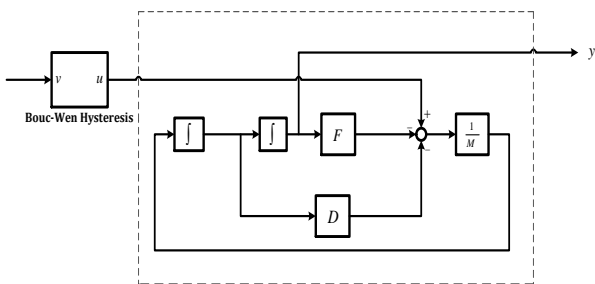 y
v u
Bouc-Wen Hysteresis
+
∫ ∫ F - 1/M
-
D